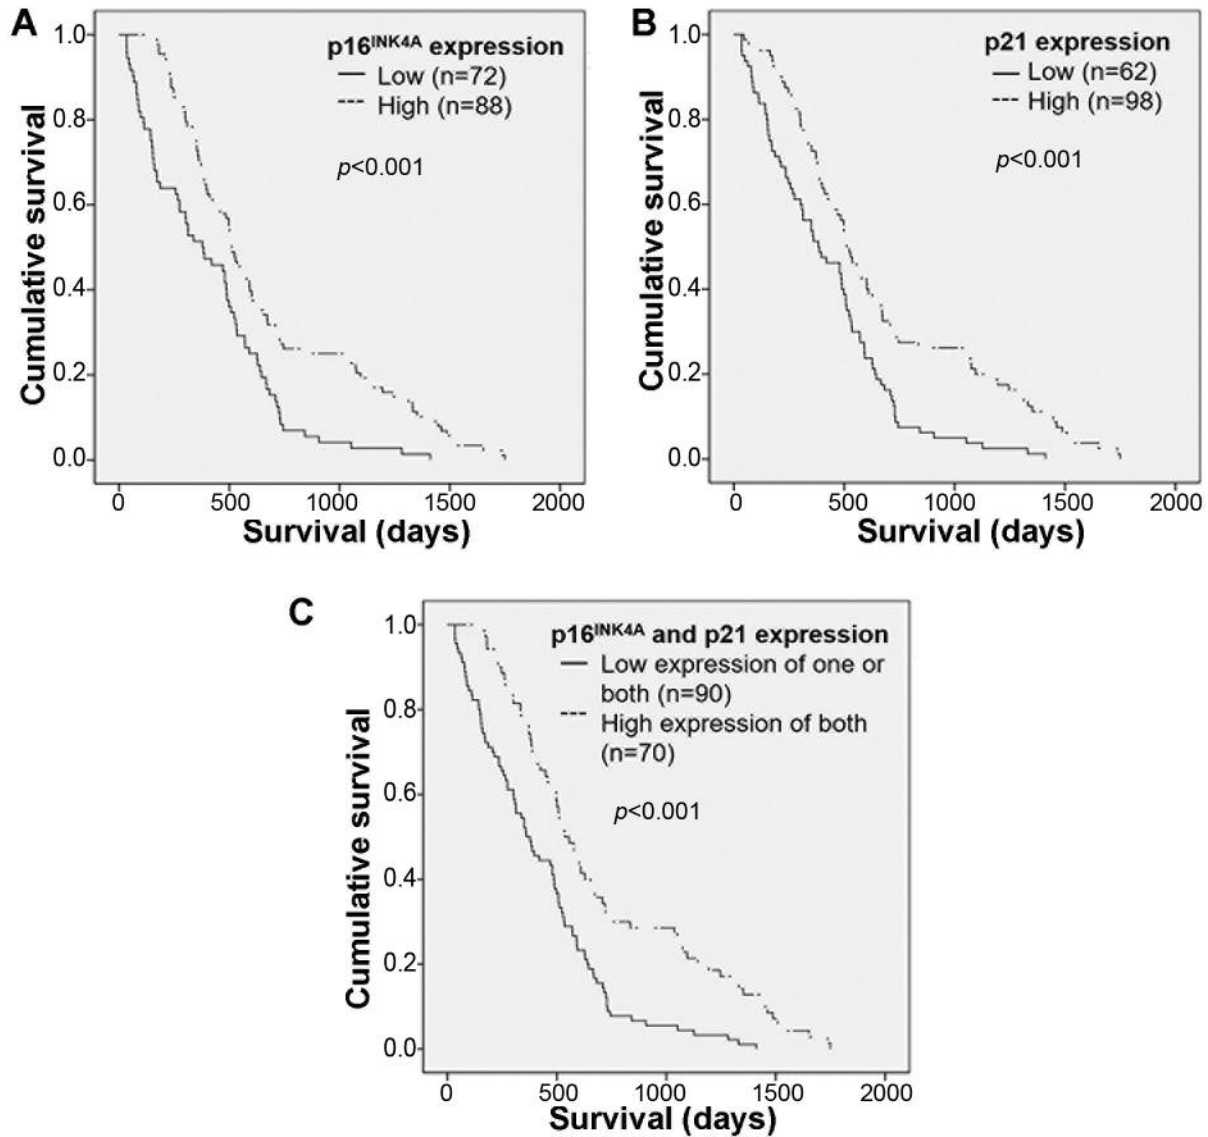 A
p16INK4A expression
Low (n=72)
High (n=88)
p<0.001
Cumulative survival
1.0
0.8
0.6
0.4
0.2
0.0
0 500 1000 1500 2000
Survival (days)
B
p21 expression
Low (n=62)
High (n=98)
p<0.001
Cumulative survival
1.0
0.8
0.6
0.4
0.2
0.0
0 500 1000 1500 2000
Survival (days)
C
p16INK4A and p21 expression
Low expression of one or
both (n=90)
High expression of both
(n=70)
p<0.001
Cumulative survival
1.0
0.8
0.6
0.4
0.2
0.0
0 500 1000 1500 2000
Survival (days)